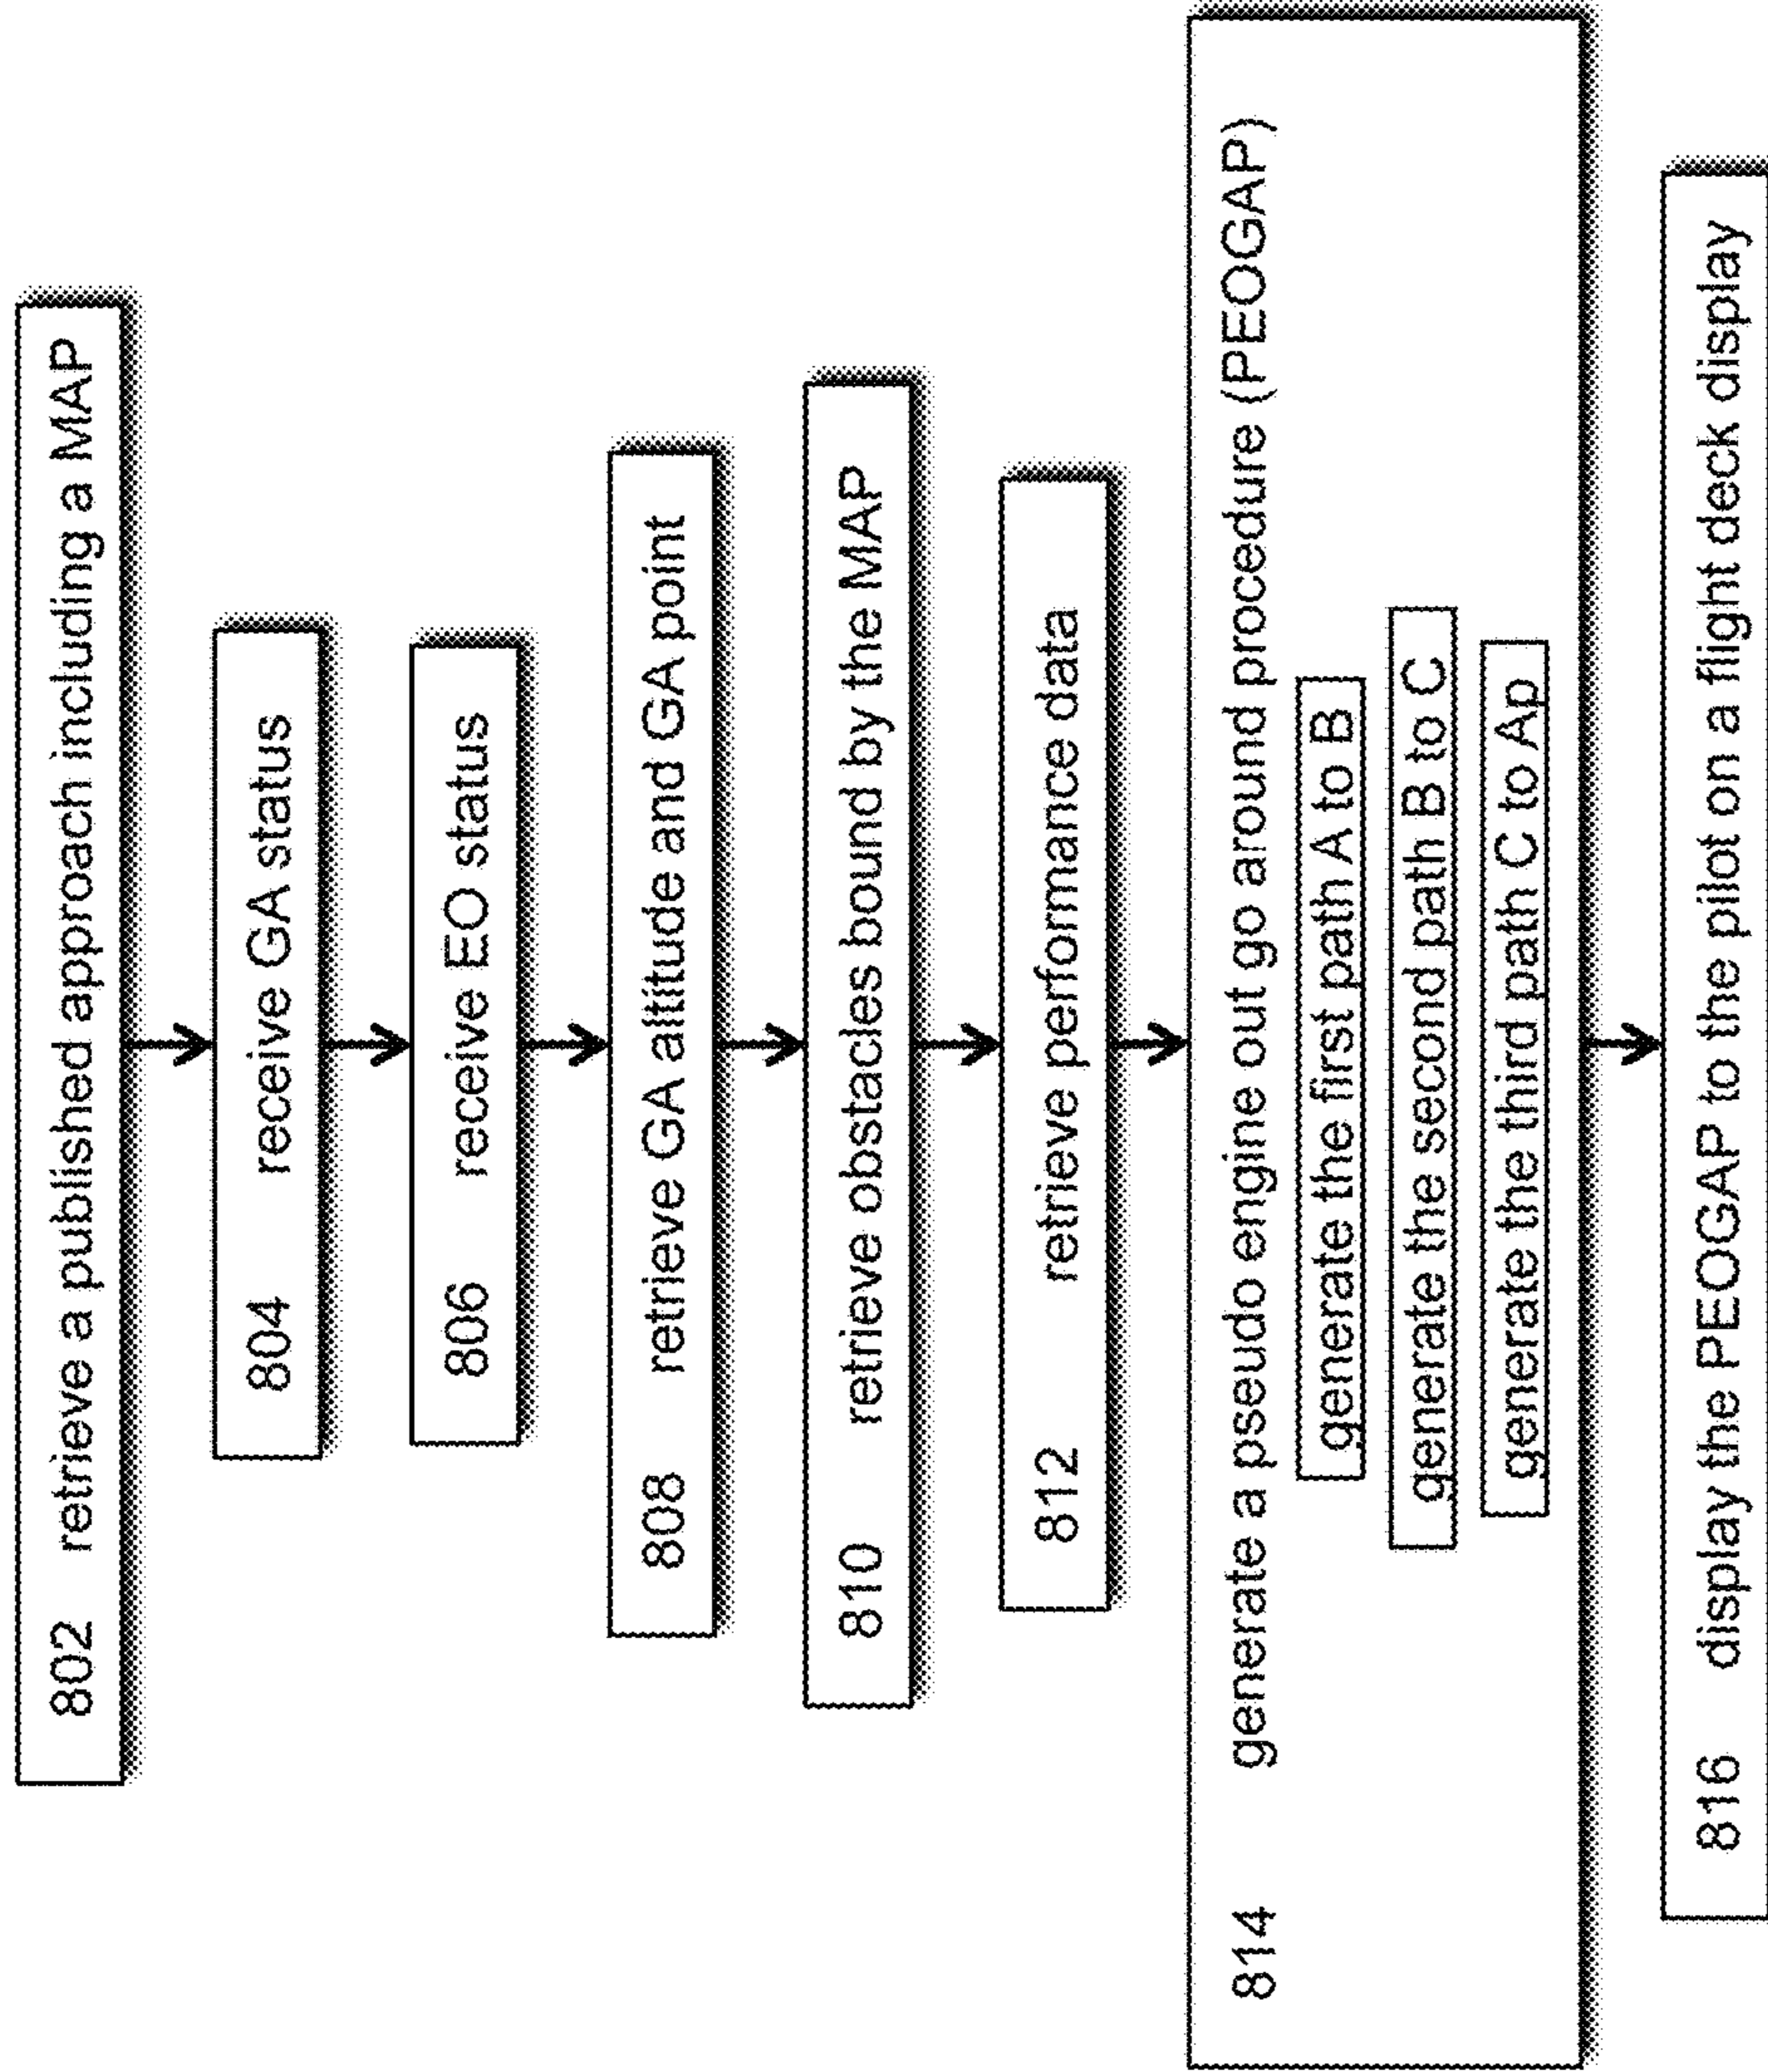 802 retrieve a published approach including a MAP
804 receive GA status
806 receive EO status
808 retrieve GA altitude and GA point
810 retrieve obstacles bound by the MAP
812 retrieve performance data
814 generate a pseudo engine out go around procedure (PEOGAP)
generate the first path A to B
generate the second path B to C
generate the third path C to Ap
816 display the PEOGAP to the pilot on a flight deck display